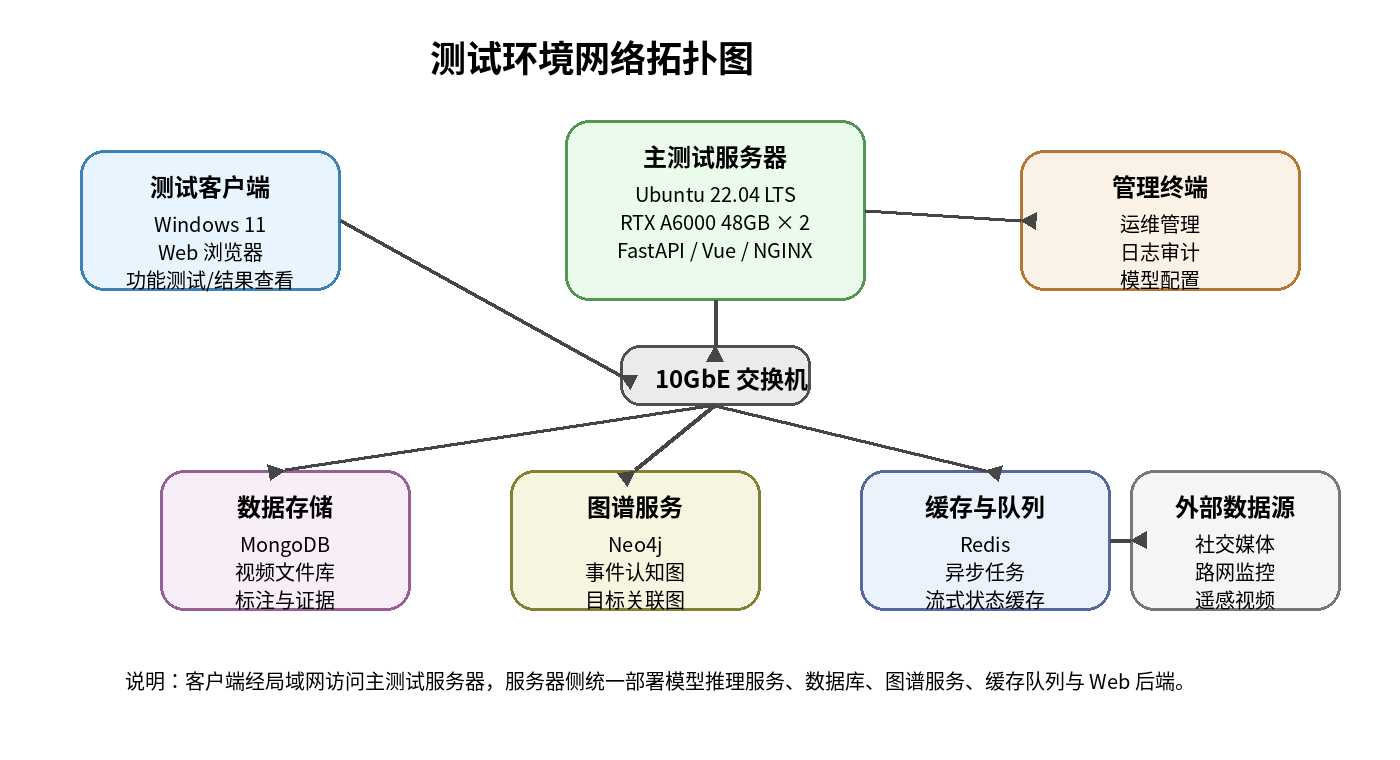 测试环境网络拓扑图
测试客户端
Windows 11
Web 浏览器
功能测试/结果查看
主测试服务器
Ubuntu 22.04 LTS
RTX A6000 48GB × 2
FastAPI / Vue / NGINX
管理终端
运维管理
日志审计
模型配置
10GbE 交换机
数据存储
MongoDB
视频文件库
标注与证据
图谱服务
Neo4j
事件认知图
目标关联图
缓存与队列
Redis
异步任务
流式状态缓存
外部数据源
社交媒体
路网监控
遥感视频
说明：客户端经局域网访问主测试服务器，服务器侧统一部署模型推理服务、数据库、图谱服务、缓存队列与 Web 后端。